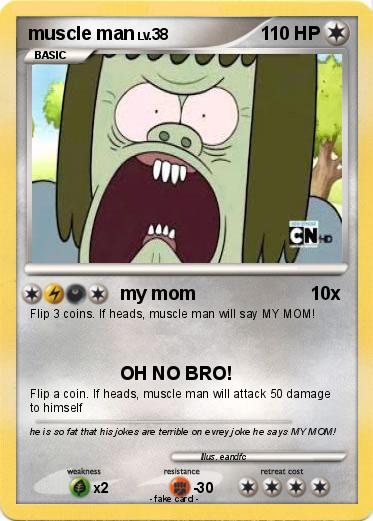 muscle man LV.38 110 HP
BASIC
CN HD
my mom 10x
Flip 3 coins. If heads, muscle man will say MY MOM!
OH NO BRO!
Flip a coin. If heads, muscle man will attack 50 damage
to himself
he is so fat that his jokes are terrible on evrey joke he says MY MOM!
Illus. eandfc
weakness resistance retreat cost
x2 -30
- fake card -